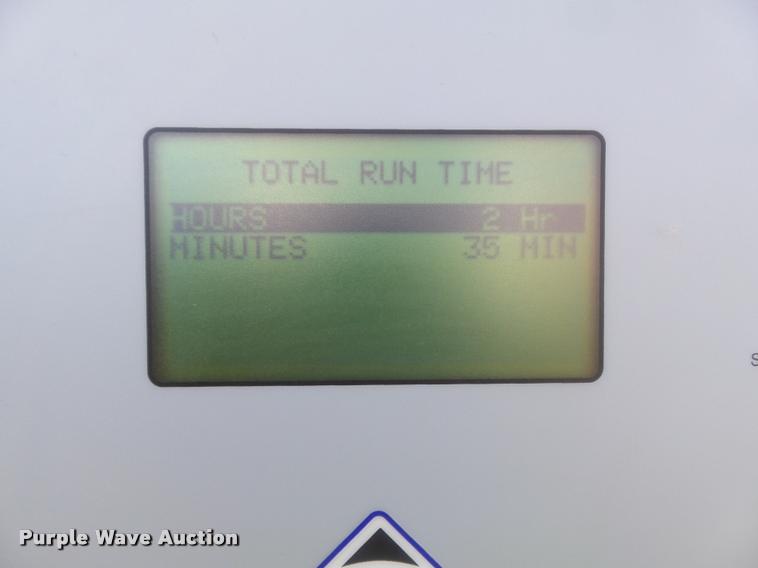 TOTAL RUN TIME
HOURS 2 Hr
MINUTES 35 MIN
S
Purple Wave Auction